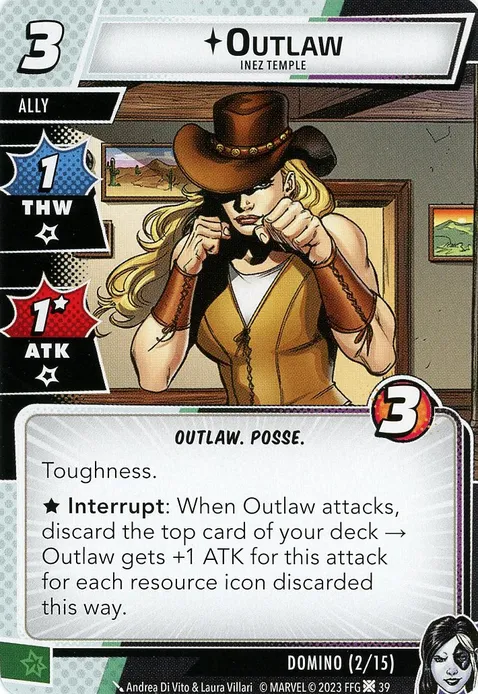 3
OUTLAW
INEZ TEMPLE
ALLY
1
THW
1
ATK
3
OUTLAW. POSSE.
Toughness.
★ Interrupt: When Outlaw attacks,
discard the top card of your deck →
Outlaw gets +1 ATK for this attack
for each resource icon discarded
this way.
DOMINO (2/15)
Andrea Di Vito & Laura Villari © MARVEL © 2023 FFG 39